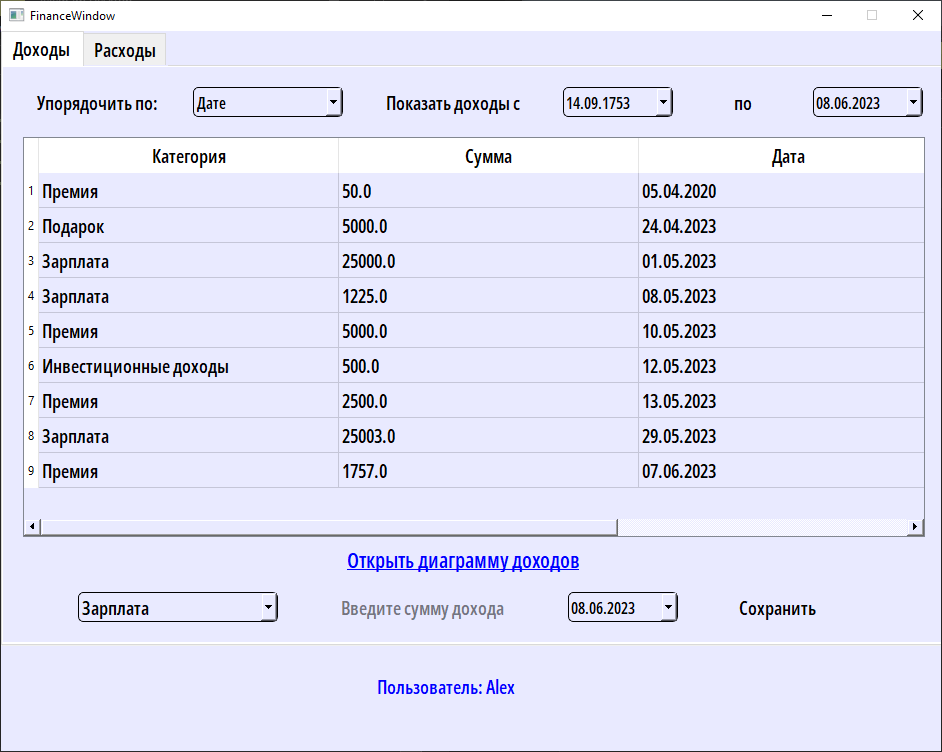 FinanceWindow
Доходы Расходы
Упорядочить по: Дате Показать доходы с 14.09.1753 по 08.06.2023
Категория Сумма Дата
1 Премия 50.0 05.04.2020
2 Подарок 5000.0 24.04.2023
3 Зарплата 25000.0 01.05.2023
4 Зарплата 1225.0 08.05.2023
5 Премия 5000.0 10.05.2023
6 Инвестиционные доходы 500.0 12.05.2023
7 Премия 2500.0 13.05.2023
8 Зарплата 25003.0 29.05.2023
9 Премия 1757.0 07.06.2023
Открыть диаграмму доходов
Зарплата Введите сумму дохода 08.06.2023 Сохранить
Пользователь: Alex